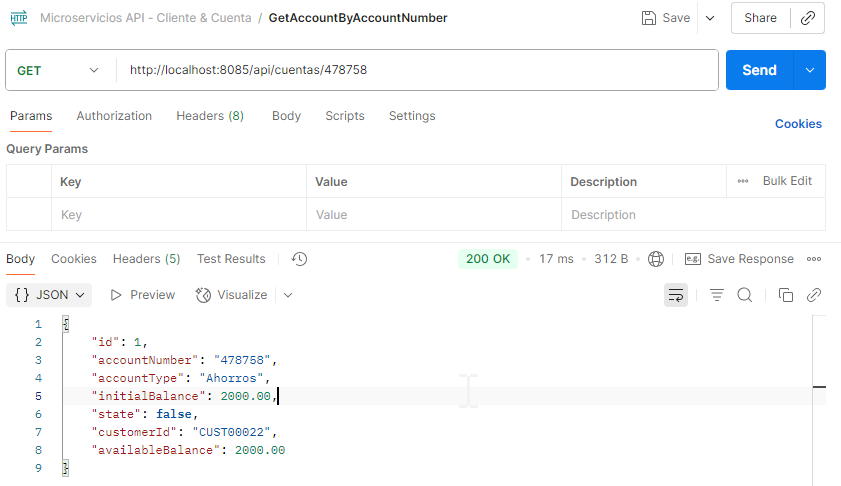 HTTP Microservicios API - Cliente & Cuenta / GetAccountByAccountNumber Save Share
GET http://localhost:8085/api/cuentas/478758 Send
Params Authorization Headers (8) Body Scripts Settings Cookies
Query Params
Key Value Description Bulk Edit
Key Value Description
Body Cookies Headers (5) Test Results 200 OK 17 ms 312 B e.g. Save Response
{} JSON Preview Visualize
1 {
2 "id": 1,
3 "accountNumber": "478758",
4 "accountType": "Ahorros",
5 "initialBalance": 2000.00,
6 "state": false,
7 "customerId": "CUST00022",
8 "availableBalance": 2000.00
9 }